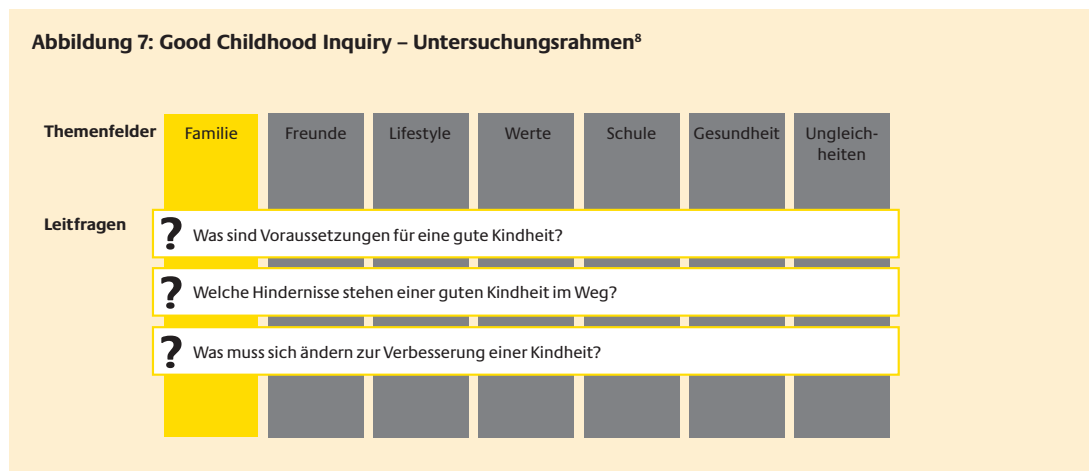 Abbildung 7: Good Childhood Inquiry – Untersuchungsrahmen⁸
Themenfelder Familie Freunde Lifestyle Werte Schule Gesundheit Ungleich-
heiten
Leitfragen
? Was sind Voraussetzungen für eine gute Kindheit?
? Welche Hindernisse stehen einer guten Kindheit im Weg?
? Was muss sich ändern zur Verbesserung einer Kindheit?